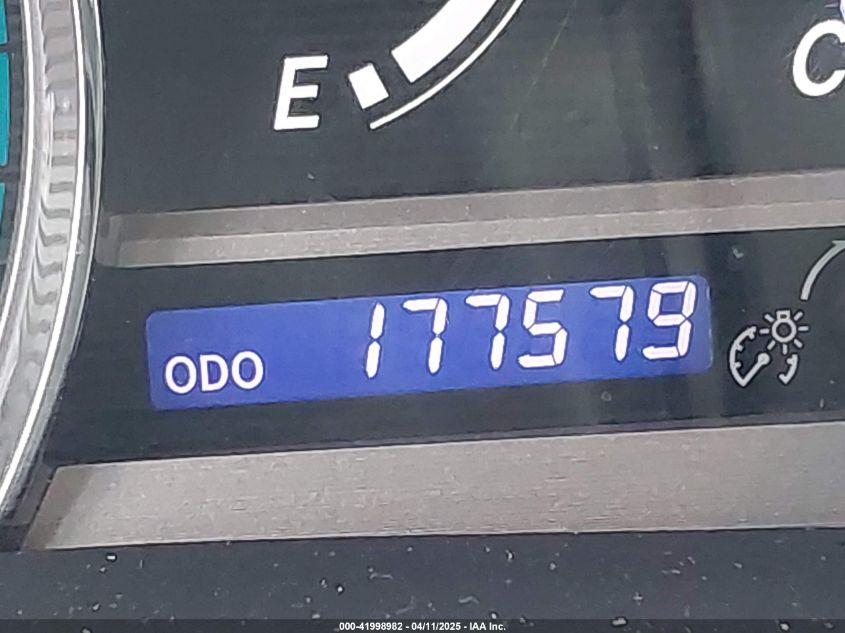 E
C
ODO 177579
000-41998982 - 04/11/2025 - IAA Inc.